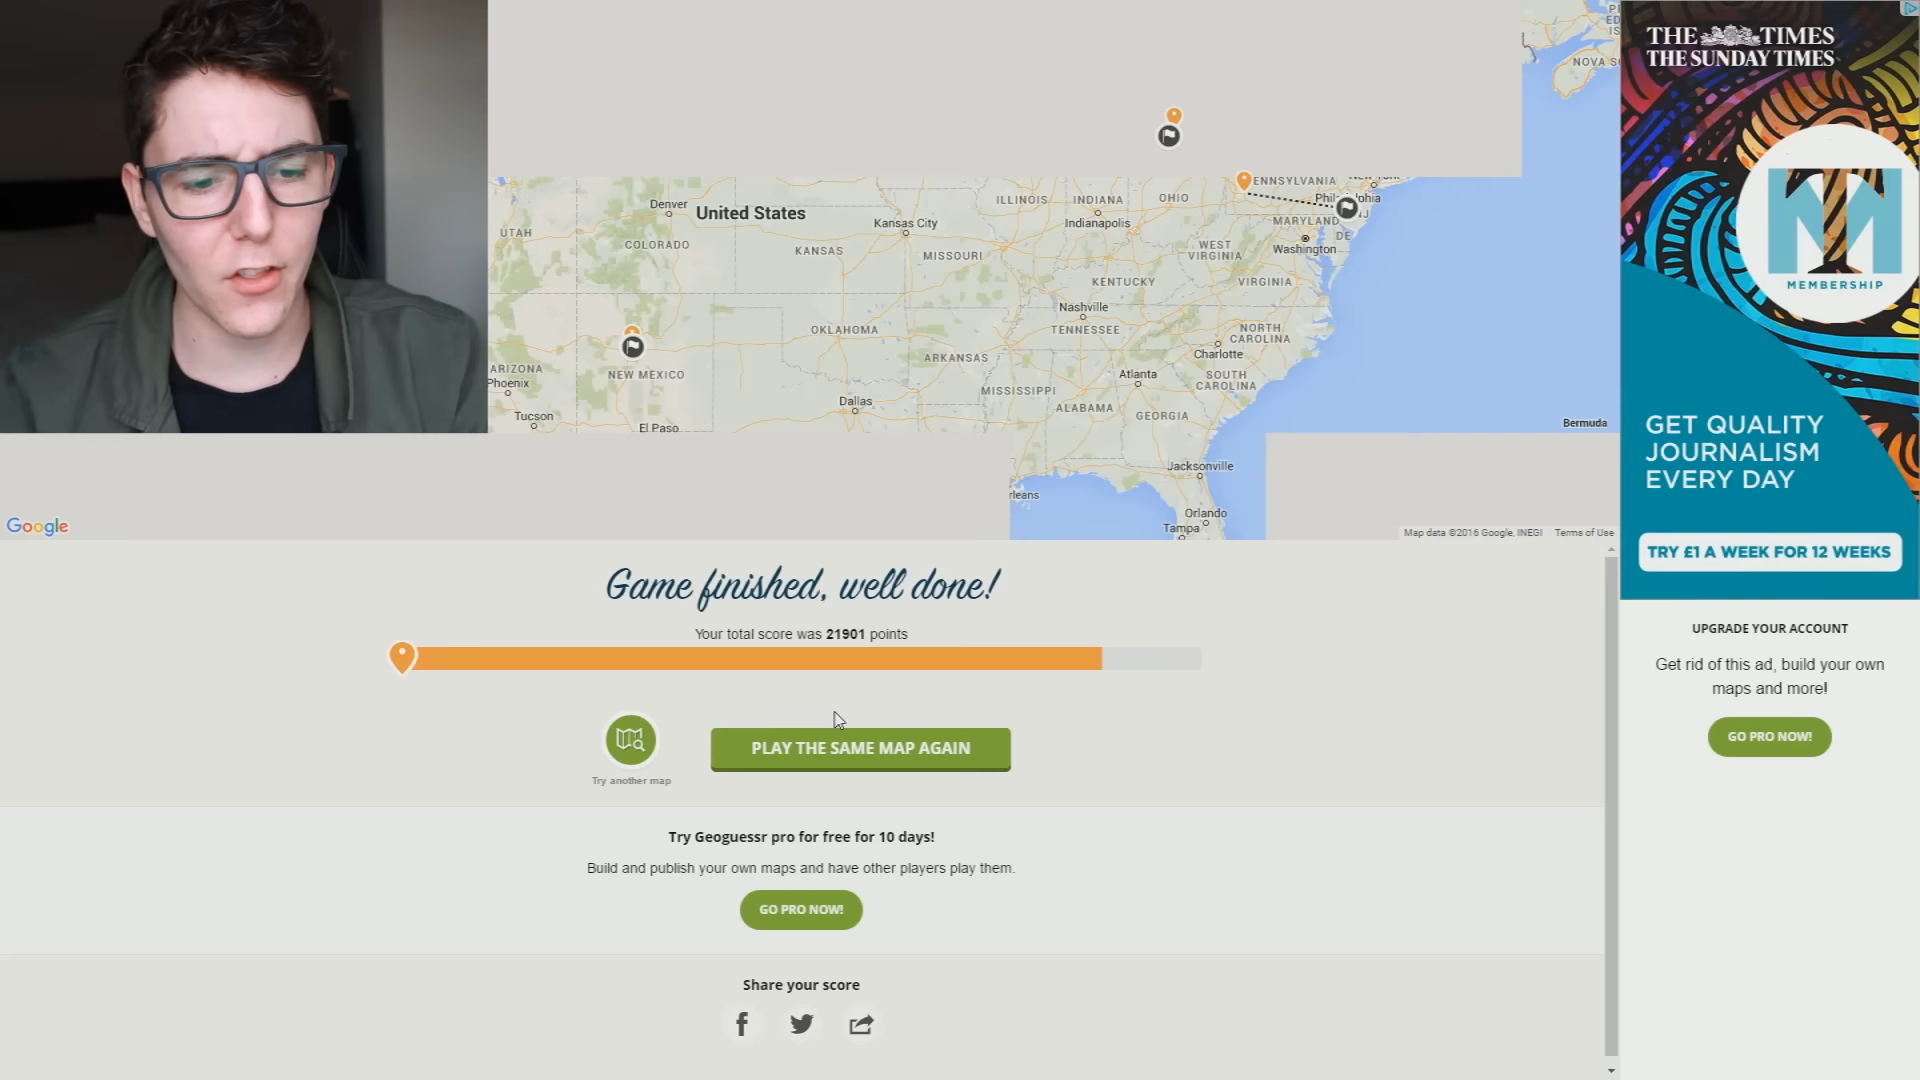 THE TIMES
THE SUNDAY TIMES
MEMBERSHIP
GET QUALITY
JOURNALISM
EVERY DAY
TRY £1 A WEEK FOR 12 WEEKS
UPGRADE YOUR ACCOUNT
Get rid of this ad, build your own
maps and more!
GO PRO NOW!
NOVA S
ENNSYLVANIA
Denver
United States
ILLINOIS
INDIANA
OHIO
Phil
phia
NJ
UTAH
COLORADO
Kansas City
Indianapolis
MARYLAND
DE
KANSAS
MISSOURI
WEST
VIRGINIA
Washington
KENTUCKY
VIRGINIA
Nashville
TENNESSEE
OKLAHOMA
NORTH
CAROLINA
ARKANSAS
Charlotte
ARIZONA
NEW MEXICO
Phoenix
Atlanta
SOUTH
CAROLINA
MISSISSIPPI
Dallas
ALABAMA
GEORGIA
Tucson
El Paso
Bermuda
Jacksonville
rleans
Orlando
Tampa
Google
Map data ©2016 Google, INEGI
Terms of Use
Game finished, well done!
Your total score was 21901 points
Try another map
PLAY THE SAME MAP AGAIN
Try Geoguessr pro for free for 10 days!
Build and publish your own maps and have other players play them.
GO PRO NOW!
Share your score